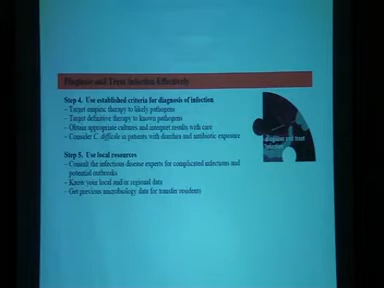 Diagnose and Treat Infection Effectively
Step 4. Use established criteria for diagnosis of infection
- Target empiric therapy to likely pathogens
- Target definitive therapy to known pathogens
- Obtain appropriate cultures and interpret results with care
- Consider C. difficile in patients with diarrhea and antibiotic exposure
Step 5. Use local resources
- Consult the infectious disease experts for complicated infections and
potential outbreaks
- Know your local and/or regional data
- Get previous microbiology data for transfer residents
diagnose and treat